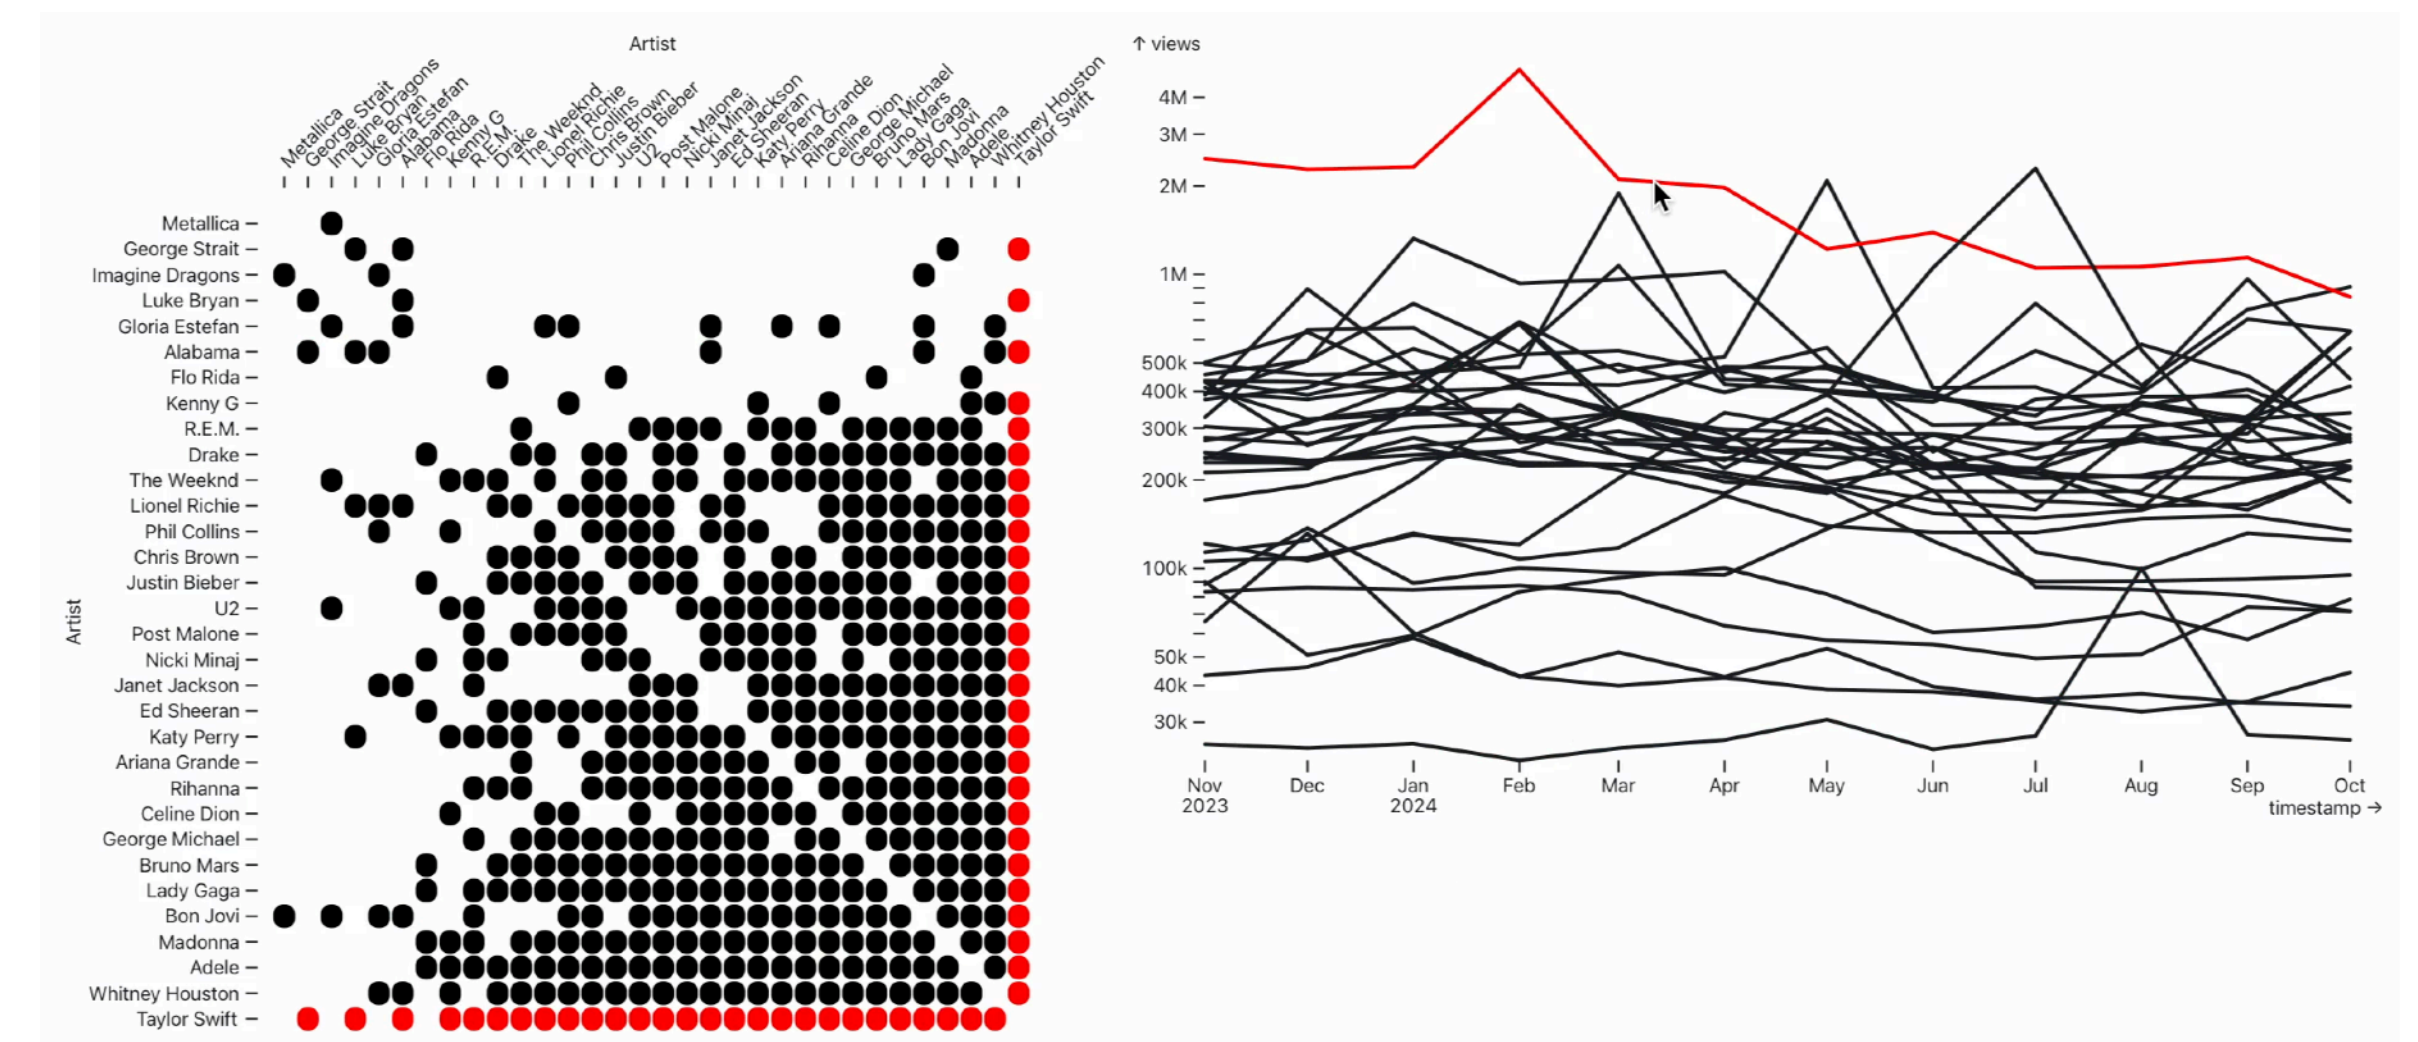 Artist
Metallica
George Strait
Imagine Dragons
Luke Bryan
Gloria Estefan
Alabama
Flo Rida
Kenny G
R.E.M.
Drake
The Weeknd
Lionel Richie
Phil Collins
Chris Brown
Justin Bieber
U2
Post Malone
Nicki Minaj
Janet Jackson
Ed Sheeran
Katy Perry
Ariana Grande
Rihanna
Celine Dion
George Michael
Bruno Mars
Lady Gaga
Bon Jovi
Madonna
Adele
Whitney Houston
Taylor Swift
Artist
Metallica
George Strait
Imagine Dragons
Luke Bryan
Gloria Estefan
Alabama
Flo Rida
Kenny G
R.E.M.
Drake
The Weeknd
Lionel Richie
Phil Collins
Chris Brown
Justin Bieber
U2
Post Malone
Nicki Minaj
Janet Jackson
Ed Sheeran
Katy Perry
Ariana Grande
Rihanna
Celine Dion
George Michael
Bruno Mars
Lady Gaga
Bon Jovi
Madonna
Adele
Whitney Houston
Taylor Swift
↑ views
4M
3M
2M
1M
500k
400k
300k
200k
100k
50k
40k
30k
Nov Dec Jan Feb Mar Apr May Jun Jul Aug Sep Oct
2023 2024
timestamp →